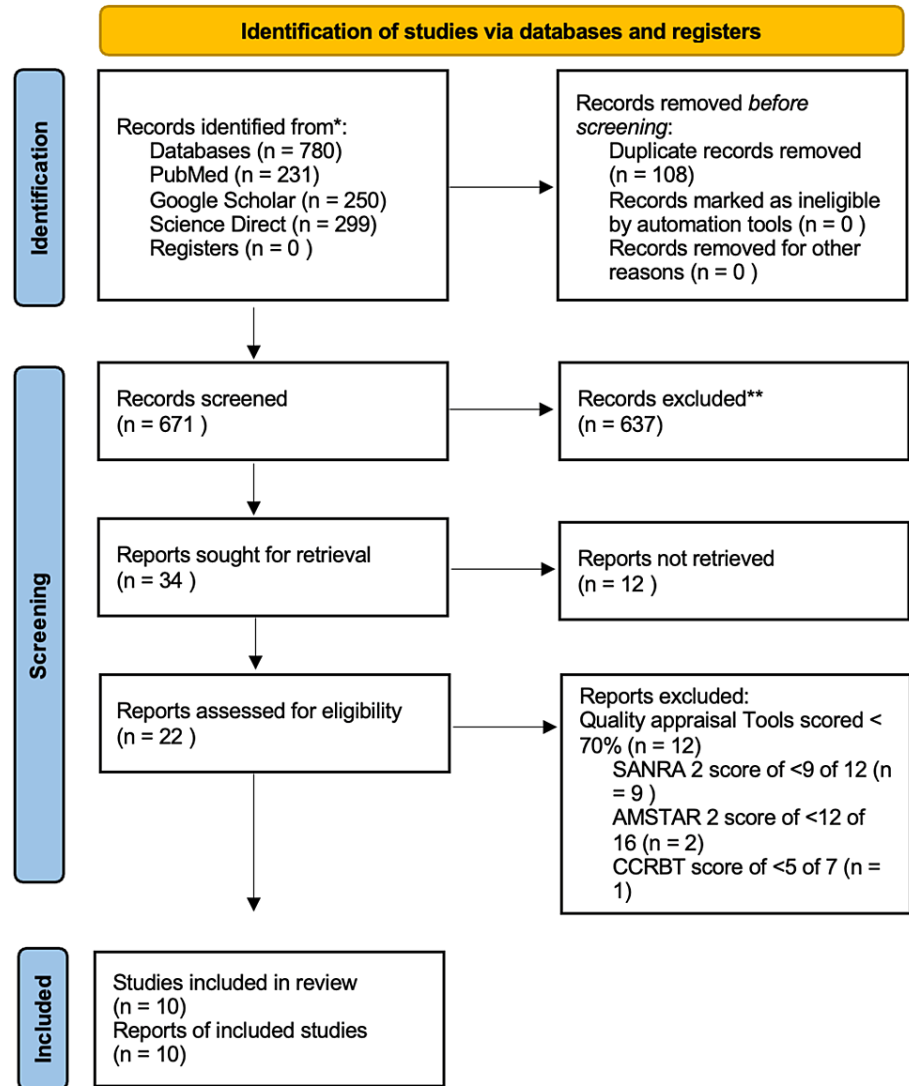 Identification of studies via databases and registers
Identification
Records identified from*:
Databases (n = 780)
PubMed (n = 231)
Google Scholar (n = 250)
Science Direct (n = 299)
Registers (n = 0 )
Records removed before
screening:
Duplicate records removed
(n = 108)
Records marked as ineligible
by automation tools (n = 0 )
Records removed for other
reasons (n = 0 )
Screening
Records screened
(n = 671 )
Records excluded**
(n = 637)
Reports sought for retrieval
(n = 34 )
Reports not retrieved
(n = 12 )
Reports assessed for eligibility
(n = 22 )
Reports excluded:
Quality appraisal Tools scored <
70% (n = 12)
SANRA 2 score of <9 of 12 (n
= 9 )
AMSTAR 2 score of <12 of
16 (n = 2)
CCRBT score of <5 of 7 (n =
1)
Included
Studies included in review
(n = 10)
Reports of included studies
(n = 10)